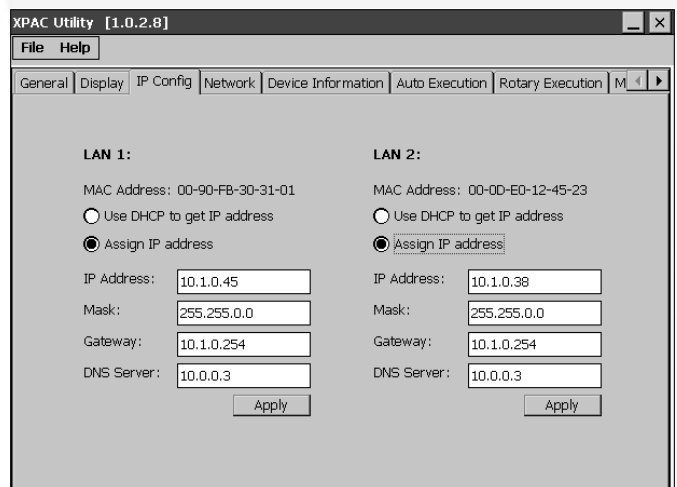 XPAC Utility [1.0.2.8]
File Help
General Display IP Config Network Device Information Auto Execution Rotary Execution M
LAN 1:
MAC Address: 00-90-FB-30-31-01
Use DHCP to get IP address
Assign IP address
IP Address: 10.1.0.45
Mask: 255.255.0.0
Gateway: 10.1.0.254
DNS Server: 10.0.0.3
Apply
LAN 2:
MAC Address: 00-0D-E0-12-45-23
Use DHCP to get IP address
Assign IP address
IP Address: 10.1.0.38
Mask: 255.255.0.0
Gateway: 10.1.0.254
DNS Server: 10.0.0.3
Apply